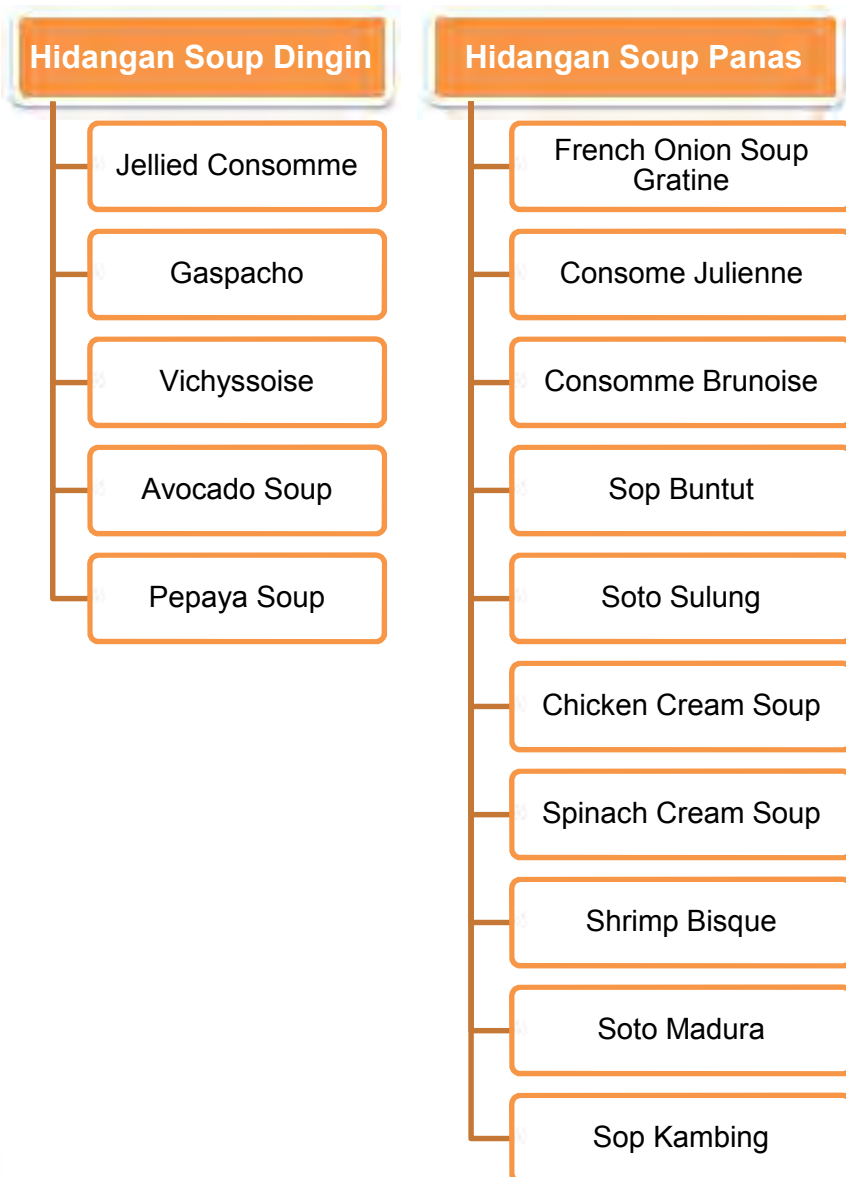 Hidangan Soup Dingin
Jellied Consomme
Gaspacho
Vichyssoise
Avocado Soup
Pepaya Soup
Hidangan Soup Panas
French Onion Soup
Gratine
Consome Julienne
Consomme Brunoise
Sop Buntut
Soto Sulung
Chicken Cream Soup
Spinach Cream Soup
Shrimp Bisque
Soto Madura
Sop Kambing